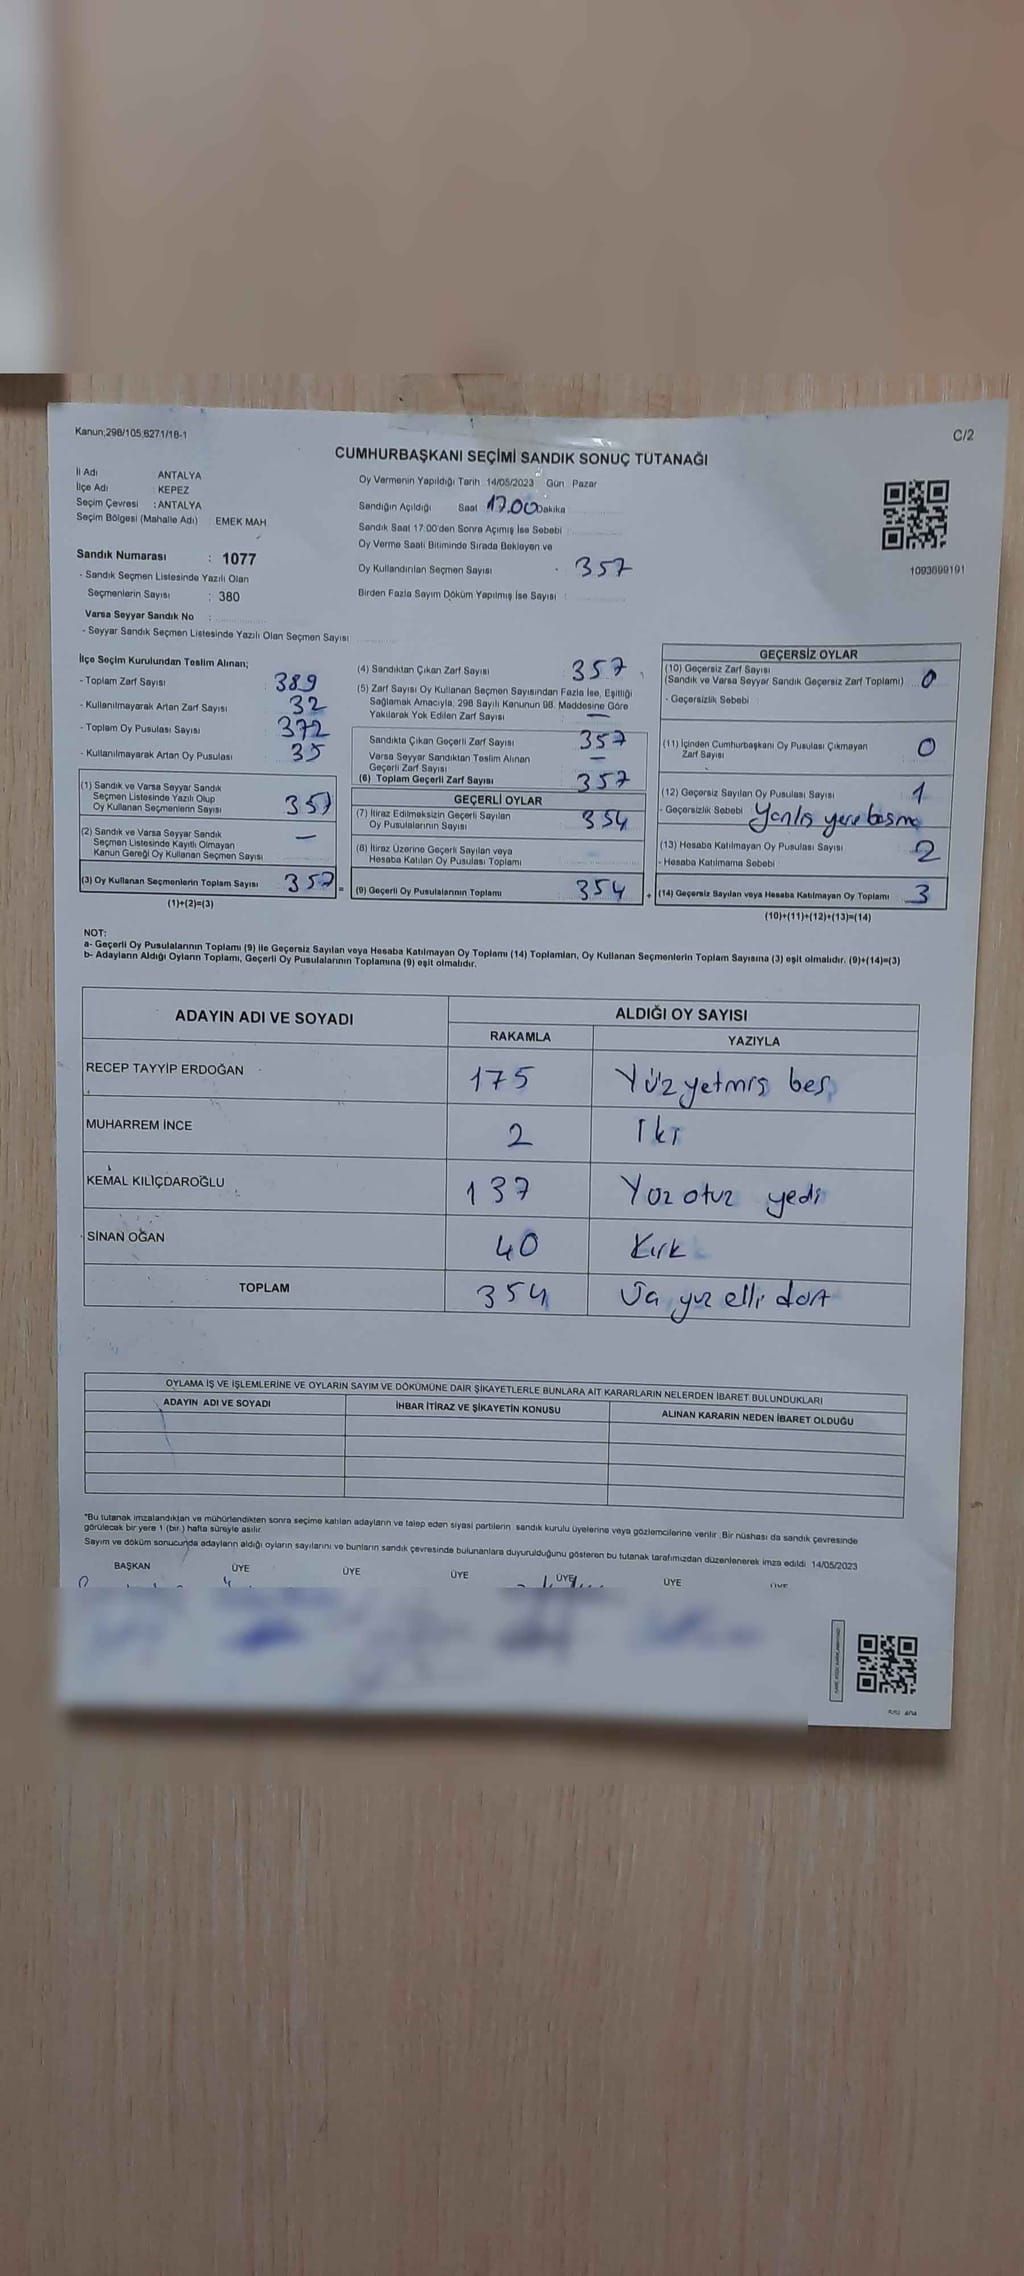 Kanun;298/105,6271/18-1
C/2
CUMHURBAŞKANI SEÇİMİ SANDIK SONUÇ TUTANAĞI
İl Adı ANTALYA
İlçe Adı : KEPEZ
Seçim Çevresi : ANTALYA
Seçim Bölgesi (Mahalle Adı) EMEK MAH
Sandık Numarası : 1077
- Sandık Seçmen Listesinde Yazılı Olan
Seçmenlerin Sayısı : 380
Varsa Seyyar Sandık No :
- Seyyar Sandık Seçmen Listesinde Yazılı Olan Seçmen Sayısı
Oy Vermenin Yapıldığı Tarih 14/05/2023 Gün Pazar
Sandığın Açıldığı Saat 17.00 Dakika
Sandık Saat 17:00'den Sonra Açılmış İse Sebebi
Oy Verme Saati Bitiminde Sırada Bekleyen ve
Oy Kullandırılan Seçmen Sayısı 357
Birden Fazla Sayım Döküm Yapılmış İse Sayısı :
1093699191
İlçe Seçim Kurulundan Teslim Alınan;
- Toplam Zarf Sayısı 389
- Kullanılmayarak Artan Zarf Sayısı 32
- Toplam Oy Pusulası Sayısı 372
- Kullanılmayarak Artan Oy Pusulası 35
(1) Sandık ve Varsa Seyyar Sandık
Seçmen Listesinde Yazılı Olup
Oy Kullanan Seçmenlerin Sayısı 357
(2) Sandık ve Varsa Seyyar Sandık
Seçmen Listesinde Kayıtlı Olmayan
Kanun Gereği Oy Kullanan Seçmen Sayısı —
(3) Oy Kullanan Seçmenlerin Toplam Sayısı 357 =
(1)+(2)=(3)
(4) Sandıktan Çıkan Zarf Sayısı 357
(5) Zarf Sayısı Oy Kullanan Seçmen Sayısından Fazla İse, Eşitliği
Sağlamak Amacıyla, 298 Sayılı Kanunun 98. Maddesine Göre
Yakılarak Yok Edilen Zarf Sayısı —
Sandıkta Çıkan Geçerli Zarf Sayısı 357
Varsa Seyyar Sandıktan Teslim Alınan
Geçerli Zarf Sayısı —
(6) Toplam Geçerli Zarf Sayısı 357
GEÇERLİ OYLAR
(7) İtiraz Edilmeksizin Geçerli Sayılan
Oy Pusulalarının Sayısı 354
(8) İtiraz Üzerine Geçerli Sayılan veya
Hesaba Katılan Oy Pusulası Toplamı
(9) Geçerli Oy Pusulalarının Toplamı 354 +
GEÇERSİZ OYLAR
(10) Geçersiz Zarf Sayısı
(Sandık ve Varsa Seyyar Sandık Geçersiz Zarf Toplamı) 0
- Geçersizlik Sebebi
(11) İçinden Cumhurbaşkanı Oy Pusulası Çıkmayan
Zarf Sayısı 0
(12) Geçersiz Sayılan Oy Pusulası Sayısı 1
- Geçersizlik Sebebi Yanlış yere basma
(13) Hesaba Katılmayan Oy Pusulası Sayısı 2
- Hesaba Katılmama Sebebi
(14) Geçersiz Sayılan veya Hesaba Katılmayan Oy Toplamı 3
(10)+(11)+(12)+(13)=(14)
NOT:
a- Geçerli Oy Pusulalarının Toplamı (9) ile Geçersiz Sayılan veya Hesaba Katılmayan Oy Toplamı (14) Toplamları, Oy Kullanan Seçmenlerin Toplam Sayısına (3) eşit olmalıdır. (9)+(14)=(3)
b- Adayların Aldığı Oyların Toplamı, Geçerli Oy Pusulalarının Toplamına (9) eşit olmalıdır.
ADAYIN ADI VE SOYADI ALDIĞI OY SAYISI
RAKAMLA YAZIYLA
RECEP TAYYİP ERDOĞAN 175 Yüz yetmiş beş
MUHARREM İNCE 2 İki
KEMAL KILIÇDAROĞLU 137 Yüz otuz yedi
SİNAN OĞAN 40 Kırk
TOPLAM 354 Üç yüz elli dört
OYLAMA İŞ VE İŞLEMLERİNE VE OYLARIN SAYIM VE DÖKÜMÜNE DAİR ŞİKAYETLERLE BUNLARA AİT KARARLARIN NELERDEN İBARET BULUNDUKLARI
ADAYIN ADI VE SOYADI İHBAR İTİRAZ VE ŞİKAYETİN KONUSU ALINAN KARARIN NEDEN İBARET OLDUĞU
*Bu tutanak imzalandıktan ve mühürlendikten sonra seçime katılan adayların ve talep eden siyasi partilerin sandık kurulu üyelerine veya gözlemcilerine verilir. Bir nüshası da sandık çevresinde
görülecek bir yere 1 (bir) hafta süreyle asılır.
Sayım ve döküm sonucunda adayların aldığı oyların sayılarını ve bunların sandık çevresinde bulunanlara duyurulduğunu gösteren bu tutanak tarafımızdan düzenlenerek imza edildi. 14/05/2023
BAŞKAN ÜYE ÜYE ÜYE ÜYE ÜYE ÜYE